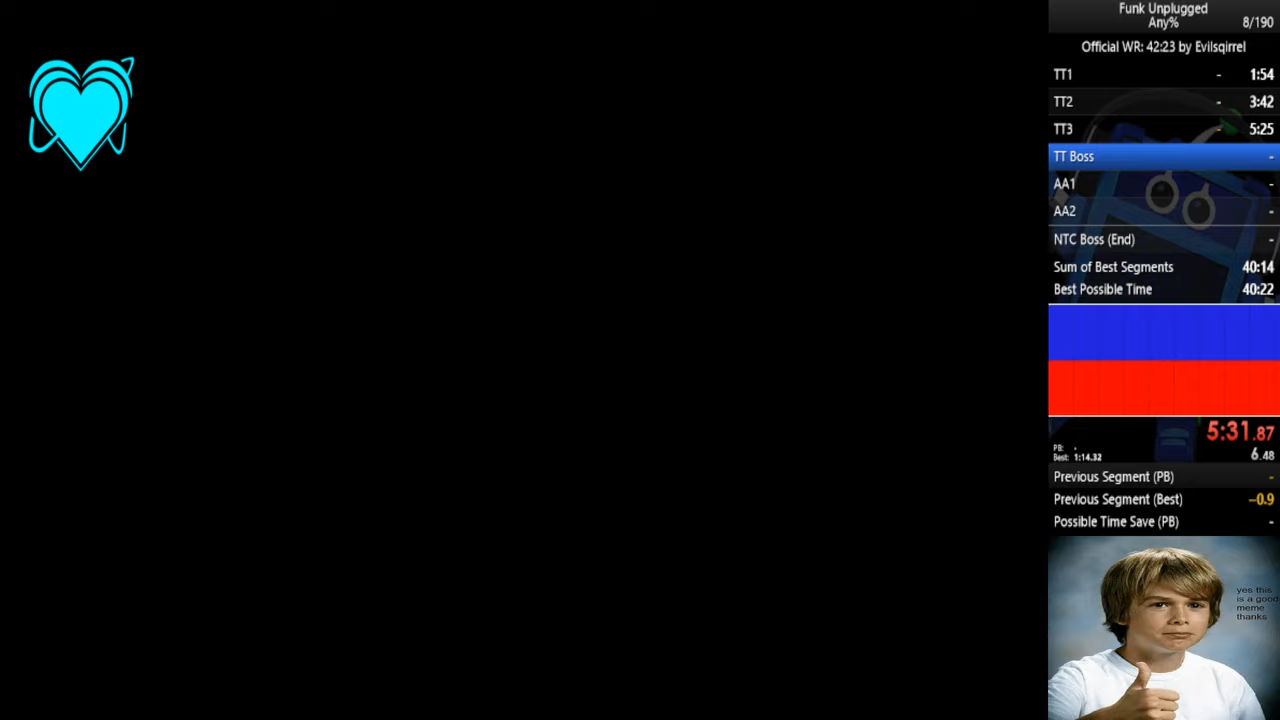 Funk Unplugged
Any% 8/190
Official WR: 42:23 by Evilsqirrel
TT1 - 1:54
TT2 - 3:42
TT3 - 5:25
TT Boss -
AA1 -
AA2 -
NTC Boss (End) -
Sum of Best Segments 40:14
Best Possible Time 40:22
5:31.87
PB: -
Best: 1:14.32 6.48
Previous Segment (PB) -
Previous Segment (Best) −0.9
Possible Time Save (PB) -
yes this
is a good
meme
thanks